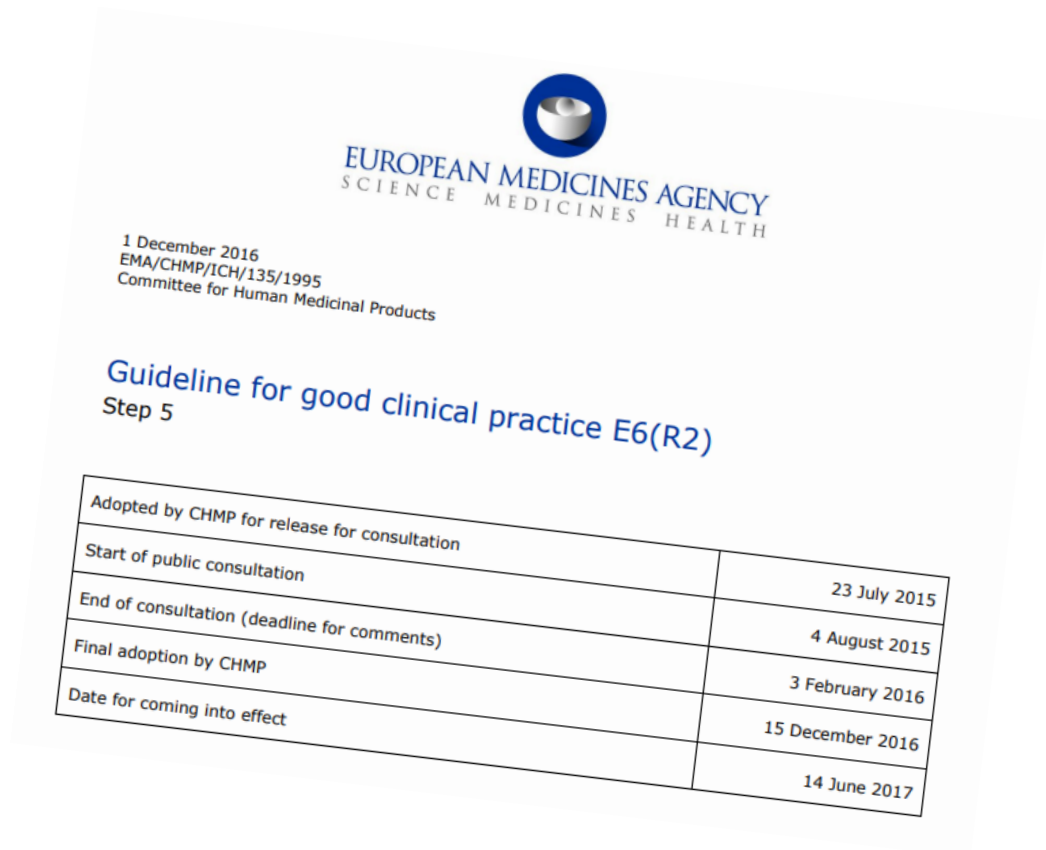 EUROPEAN MEDICINES AGENCY
SCIENCE MEDICINES HEALTH
1 December 2016
EMA/CHMP/ICH/135/1995
Committee for Human Medicinal Products
Guideline for good clinical practice E6(R2)
Step 5
Adopted by CHMP for release for consultation 23 July 2015
Start of public consultation 4 August 2015
End of consultation (deadline for comments) 3 February 2016
Final adoption by CHMP 15 December 2016
Date for coming into effect 14 June 2017